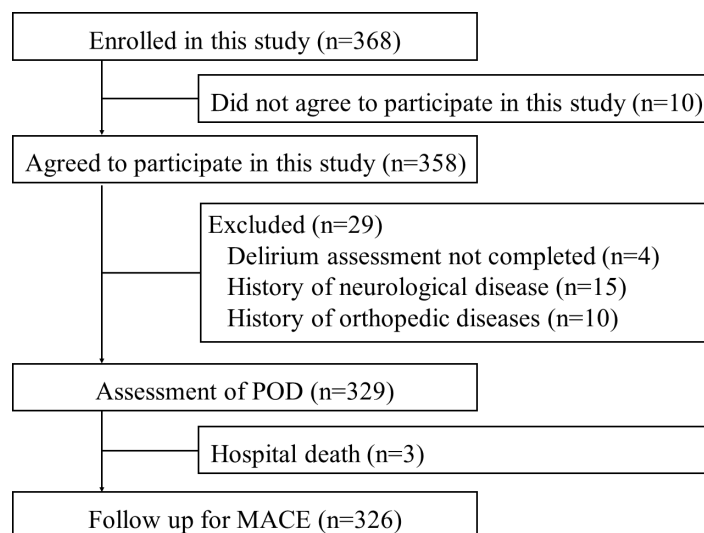 Enrolled in this study (n=368)
Did not agree to participate in this study (n=10)
Agreed to participate in this study (n=358)
Excluded (n=29)
Delirium assessment not completed (n=4)
History of neurological disease (n=15)
History of orthopedic diseases (n=10)
Assessment of POD (n=329)
Hospital death (n=3)
Follow up for MACE (n=326)